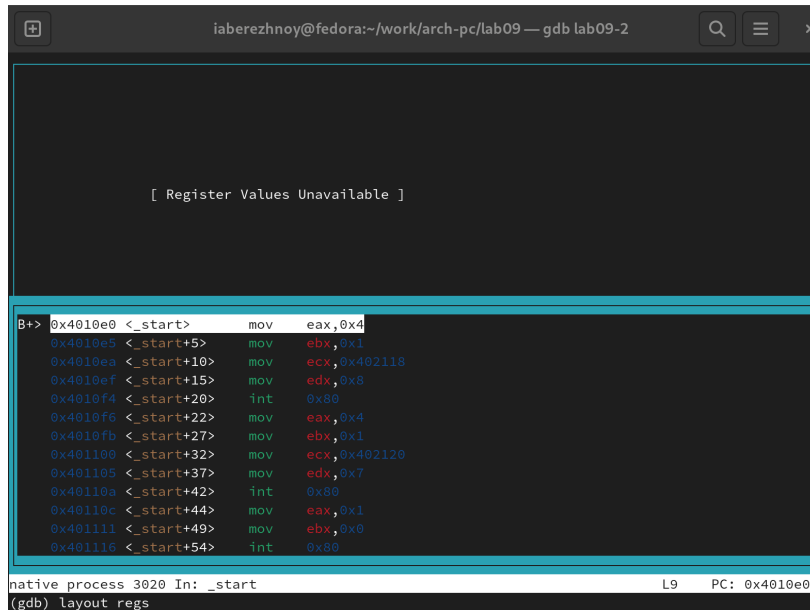 iaberezhnoy@fedora:~/work/arch-pc/lab09 — gdb lab09-2
[ Register Values Unavailable ]
B+> 0x4010e0 <_start> mov eax,0x4
0x4010e5 <_start+5> mov ebx,0x1
0x4010ea <_start+10> mov ecx,0x402118
0x4010ef <_start+15> mov edx,0x8
0x4010f4 <_start+20> int 0x80
0x4010f6 <_start+22> mov eax,0x4
0x4010fb <_start+27> mov ebx,0x1
0x401100 <_start+32> mov ecx,0x402120
0x401105 <_start+37> mov edx,0x7
0x40110a <_start+42> int 0x80
0x40110c <_start+44> mov eax,0x1
0x401111 <_start+49> mov ebx,0x0
0x401116 <_start+54> int 0x80
native process 3020 In: _start L9 PC: 0x4010e0
(gdb) layout regs